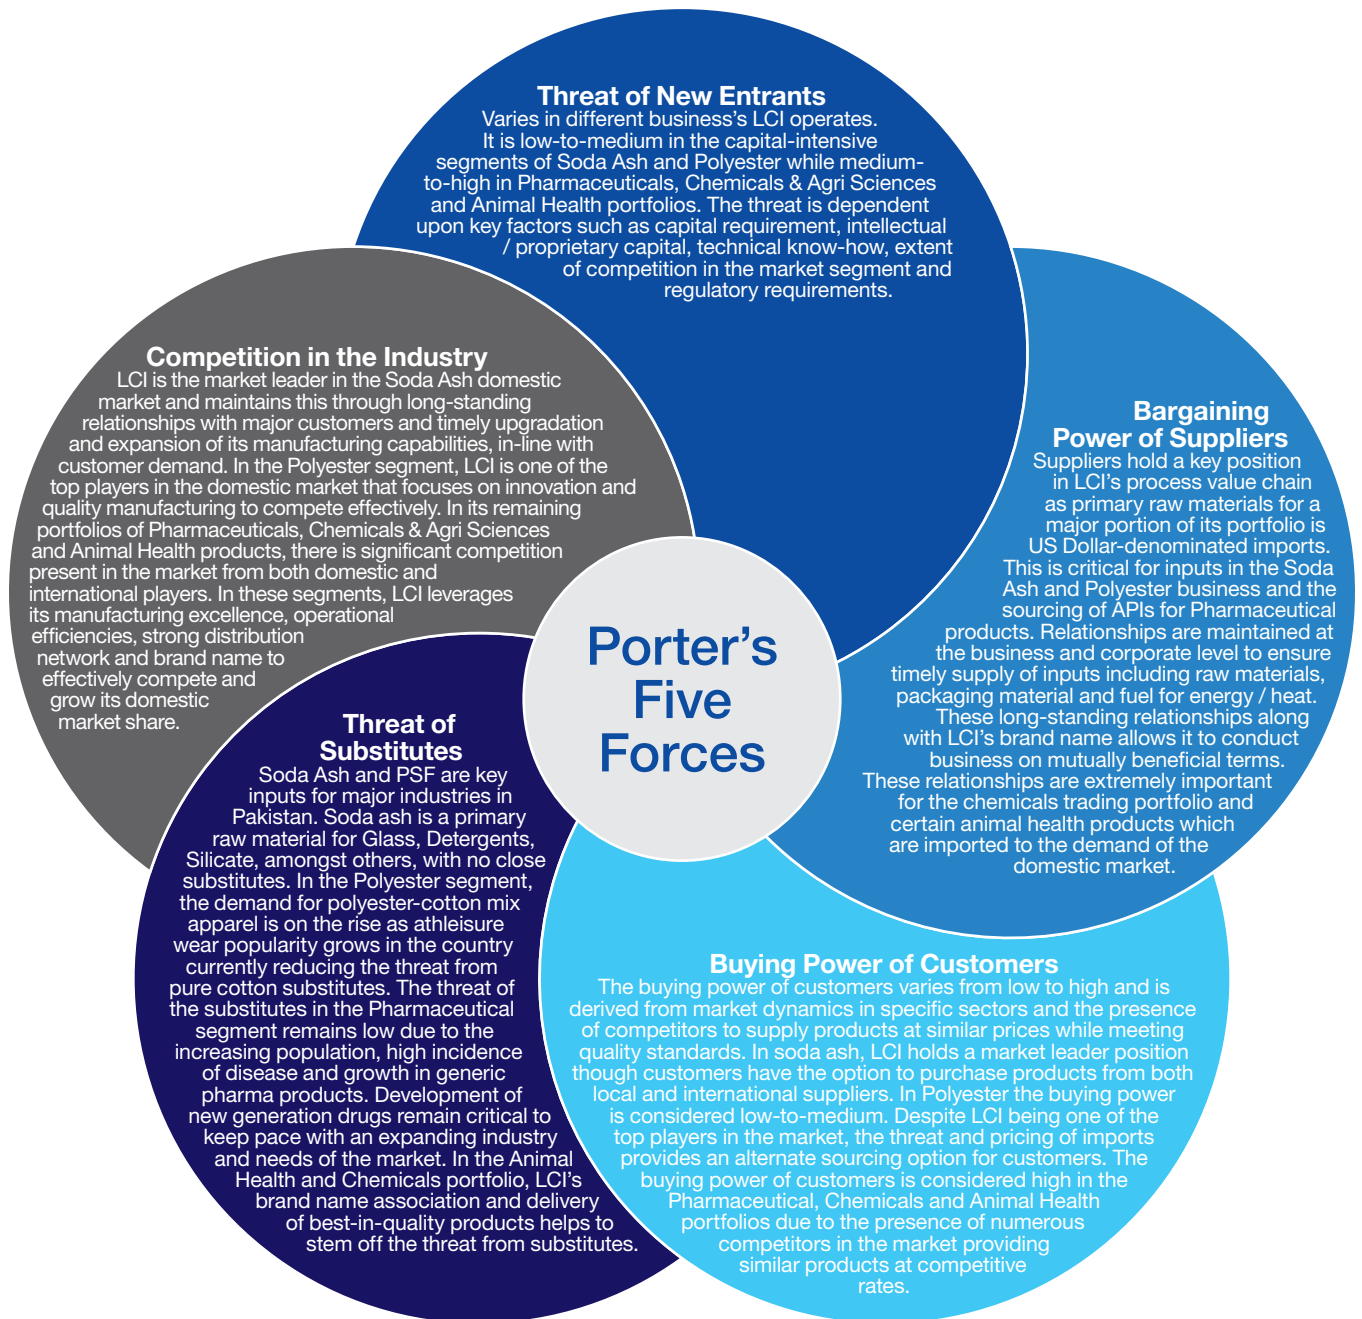 Threat of New Entrants
Varies in different business's LCI operates.
It is low-to-medium in the capital-intensive
segments of Soda Ash and Polyester while medium-
to-high in Pharmaceuticals, Chemicals & Agri Sciences
and Animal Health portfolios. The threat is dependent
upon key factors such as capital requirement, intellectual
/ proprietary capital, technical know-how, extent
of competition in the market segment and
regulatory requirements.
Competition in the Industry
LCI is the market leader in the Soda Ash domestic
market and maintains this through long-standing
relationships with major customers and timely upgradation
and expansion of its manufacturing capabilities, in-line with
customer demand. In the Polyester segment, LCI is one of the
top players in the domestic market that focuses on innovation and
quality manufacturing to compete effectively. In its remaining
portfolios of Pharmaceuticals, Chemicals & Agri Sciences
and Animal Health products, there is significant competition
present in the market from both domestic and
international players. In these segments, LCI leverages
its manufacturing excellence, operational
efficiencies, strong distribution
network and brand name to
effectively compete and
grow its domestic
market share.
Bargaining
Power of Suppliers
Suppliers hold a key position
in LCI's process value chain
as primary raw materials for a
major portion of its portfolio is
US Dollar-denominated imports.
This is critical for inputs in the Soda
Ash and Polyester business and the
sourcing of APIs for Pharmaceutical
products. Relationships are maintained at
the business and corporate level to ensure
timely supply of inputs including raw materials,
packaging material and fuel for energy / heat.
These long-standing relationships along
with LCI's brand name allows it to conduct
business on mutually beneficial terms.
These relationships are extremely important
for the chemicals trading portfolio and
certain animal health products which
are imported to the demand of the
domestic market.
Porter's
Five
Forces
Threat of
Substitutes
Soda Ash and PSF are key
inputs for major industries in
Pakistan. Soda ash is a primary
raw material for Glass, Detergents,
Silicate, amongst others, with no close
substitutes. In the Polyester segment,
the demand for polyester-cotton mix
apparel is on the rise as athleisure
wear popularity grows in the country
currently reducing the threat from
pure cotton substitutes. The threat of
the substitutes in the Pharmaceutical
segment remains low due to the
increasing population, high incidence
of disease and growth in generic
pharma products. Development of
new generation drugs remain critical to
keep pace with an expanding industry
and needs of the market. In the Animal
Health and Chemicals portfolio, LCI's
brand name association and delivery
of best-in-quality products helps to
stem off the threat from substitutes.
Buying Power of Customers
The buying power of customers varies from low to high and is
derived from market dynamics in specific sectors and the presence
of competitors to supply products at similar prices while meeting
quality standards. In soda ash, LCI holds a market leader position
though customers have the option to purchase products from both
local and international suppliers. In Polyester the buying power
is considered low-to-medium. Despite LCI being one of the
top players in the market, the threat and pricing of imports
provides an alternate sourcing option for customers. The
buying power of customers is considered high in the
Pharmaceutical, Chemicals and Animal Health
portfolios due to the presence of numerous
competitors in the market providing
similar products at competitive
rates.